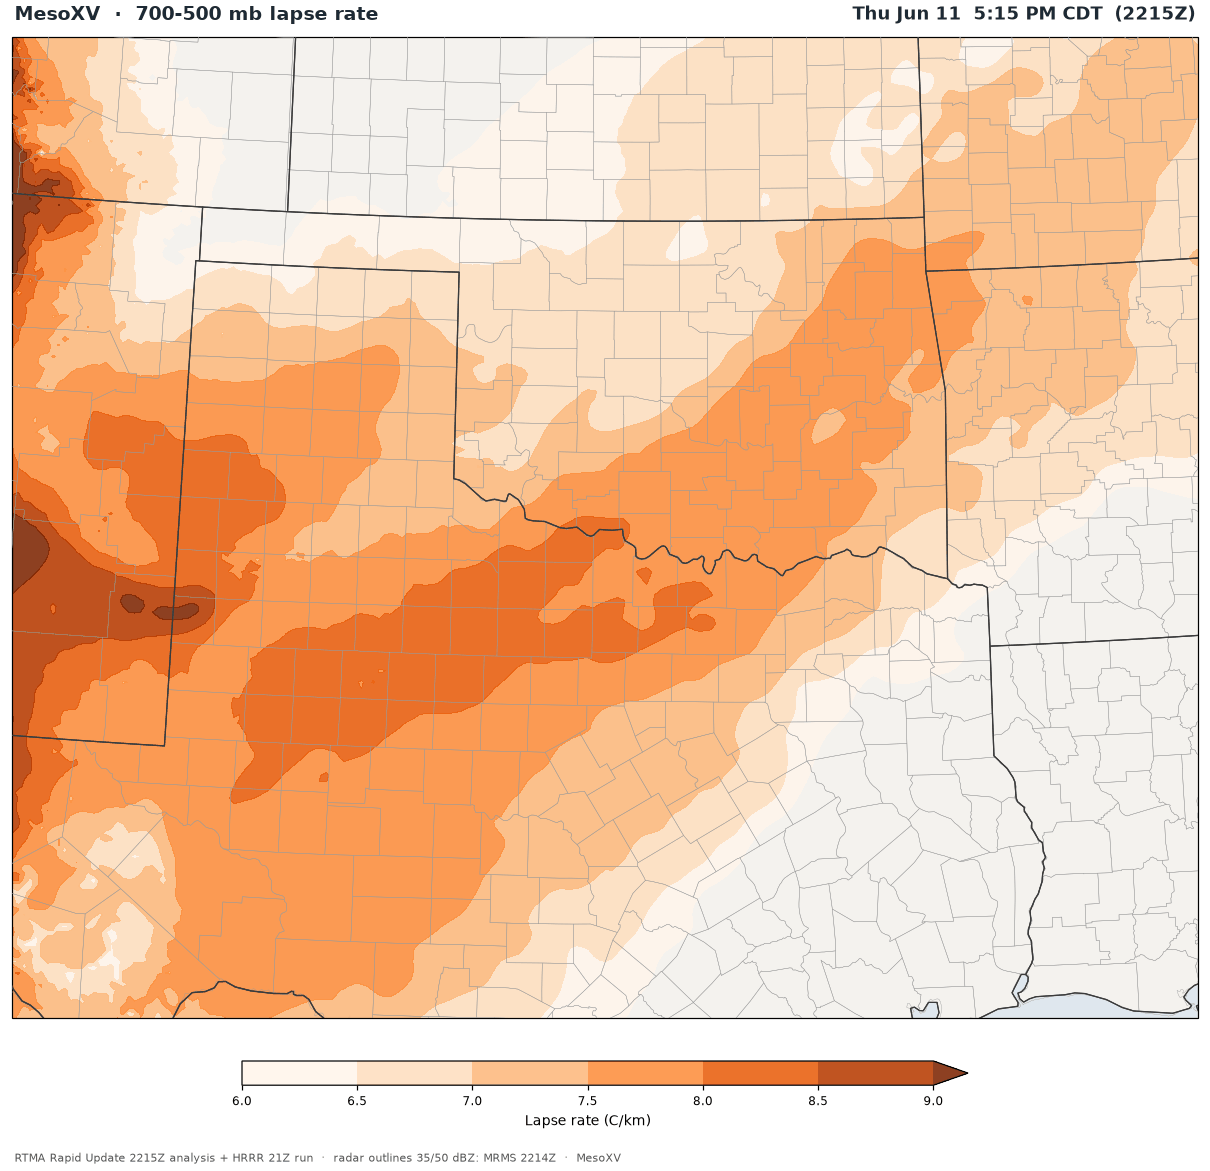 MesoXV · 700-500 mb lapse rate
Thu Jun 11 5:15 PM CDT (2215Z)
6.0 6.5 7.0 7.5 8.0 8.5 9.0
Lapse rate (C/km)
RTMA Rapid Update 2215Z analysis + HRRR 21Z run · radar outlines 35/50 dBZ: MRMS 2214Z · MesoXV